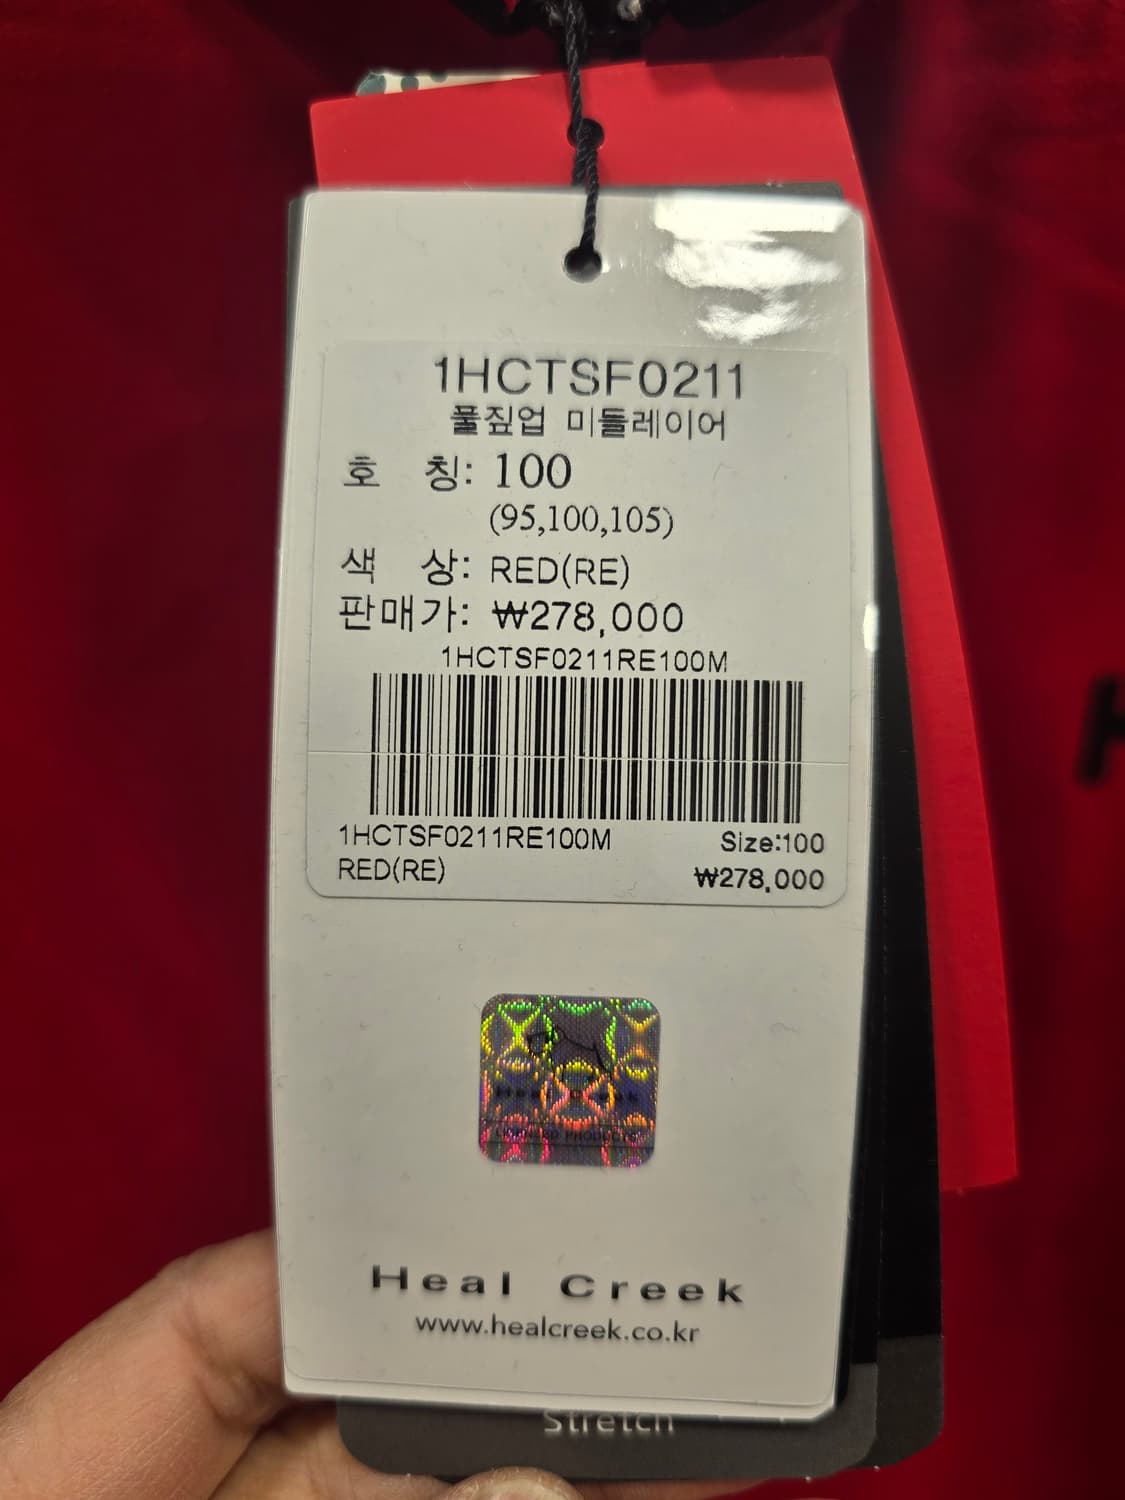 1HCTSF0211
풀짚업 미들레이어
호 칭: 100
(95,100,105)
색 상: RED(RE)
판매가: ₩278,000
1HCTSF0211RE100M
1HCTSF0211RE100M Size:100
RED(RE) ₩278,000
Heal Creek
www.healcreek.co.kr
Stretch